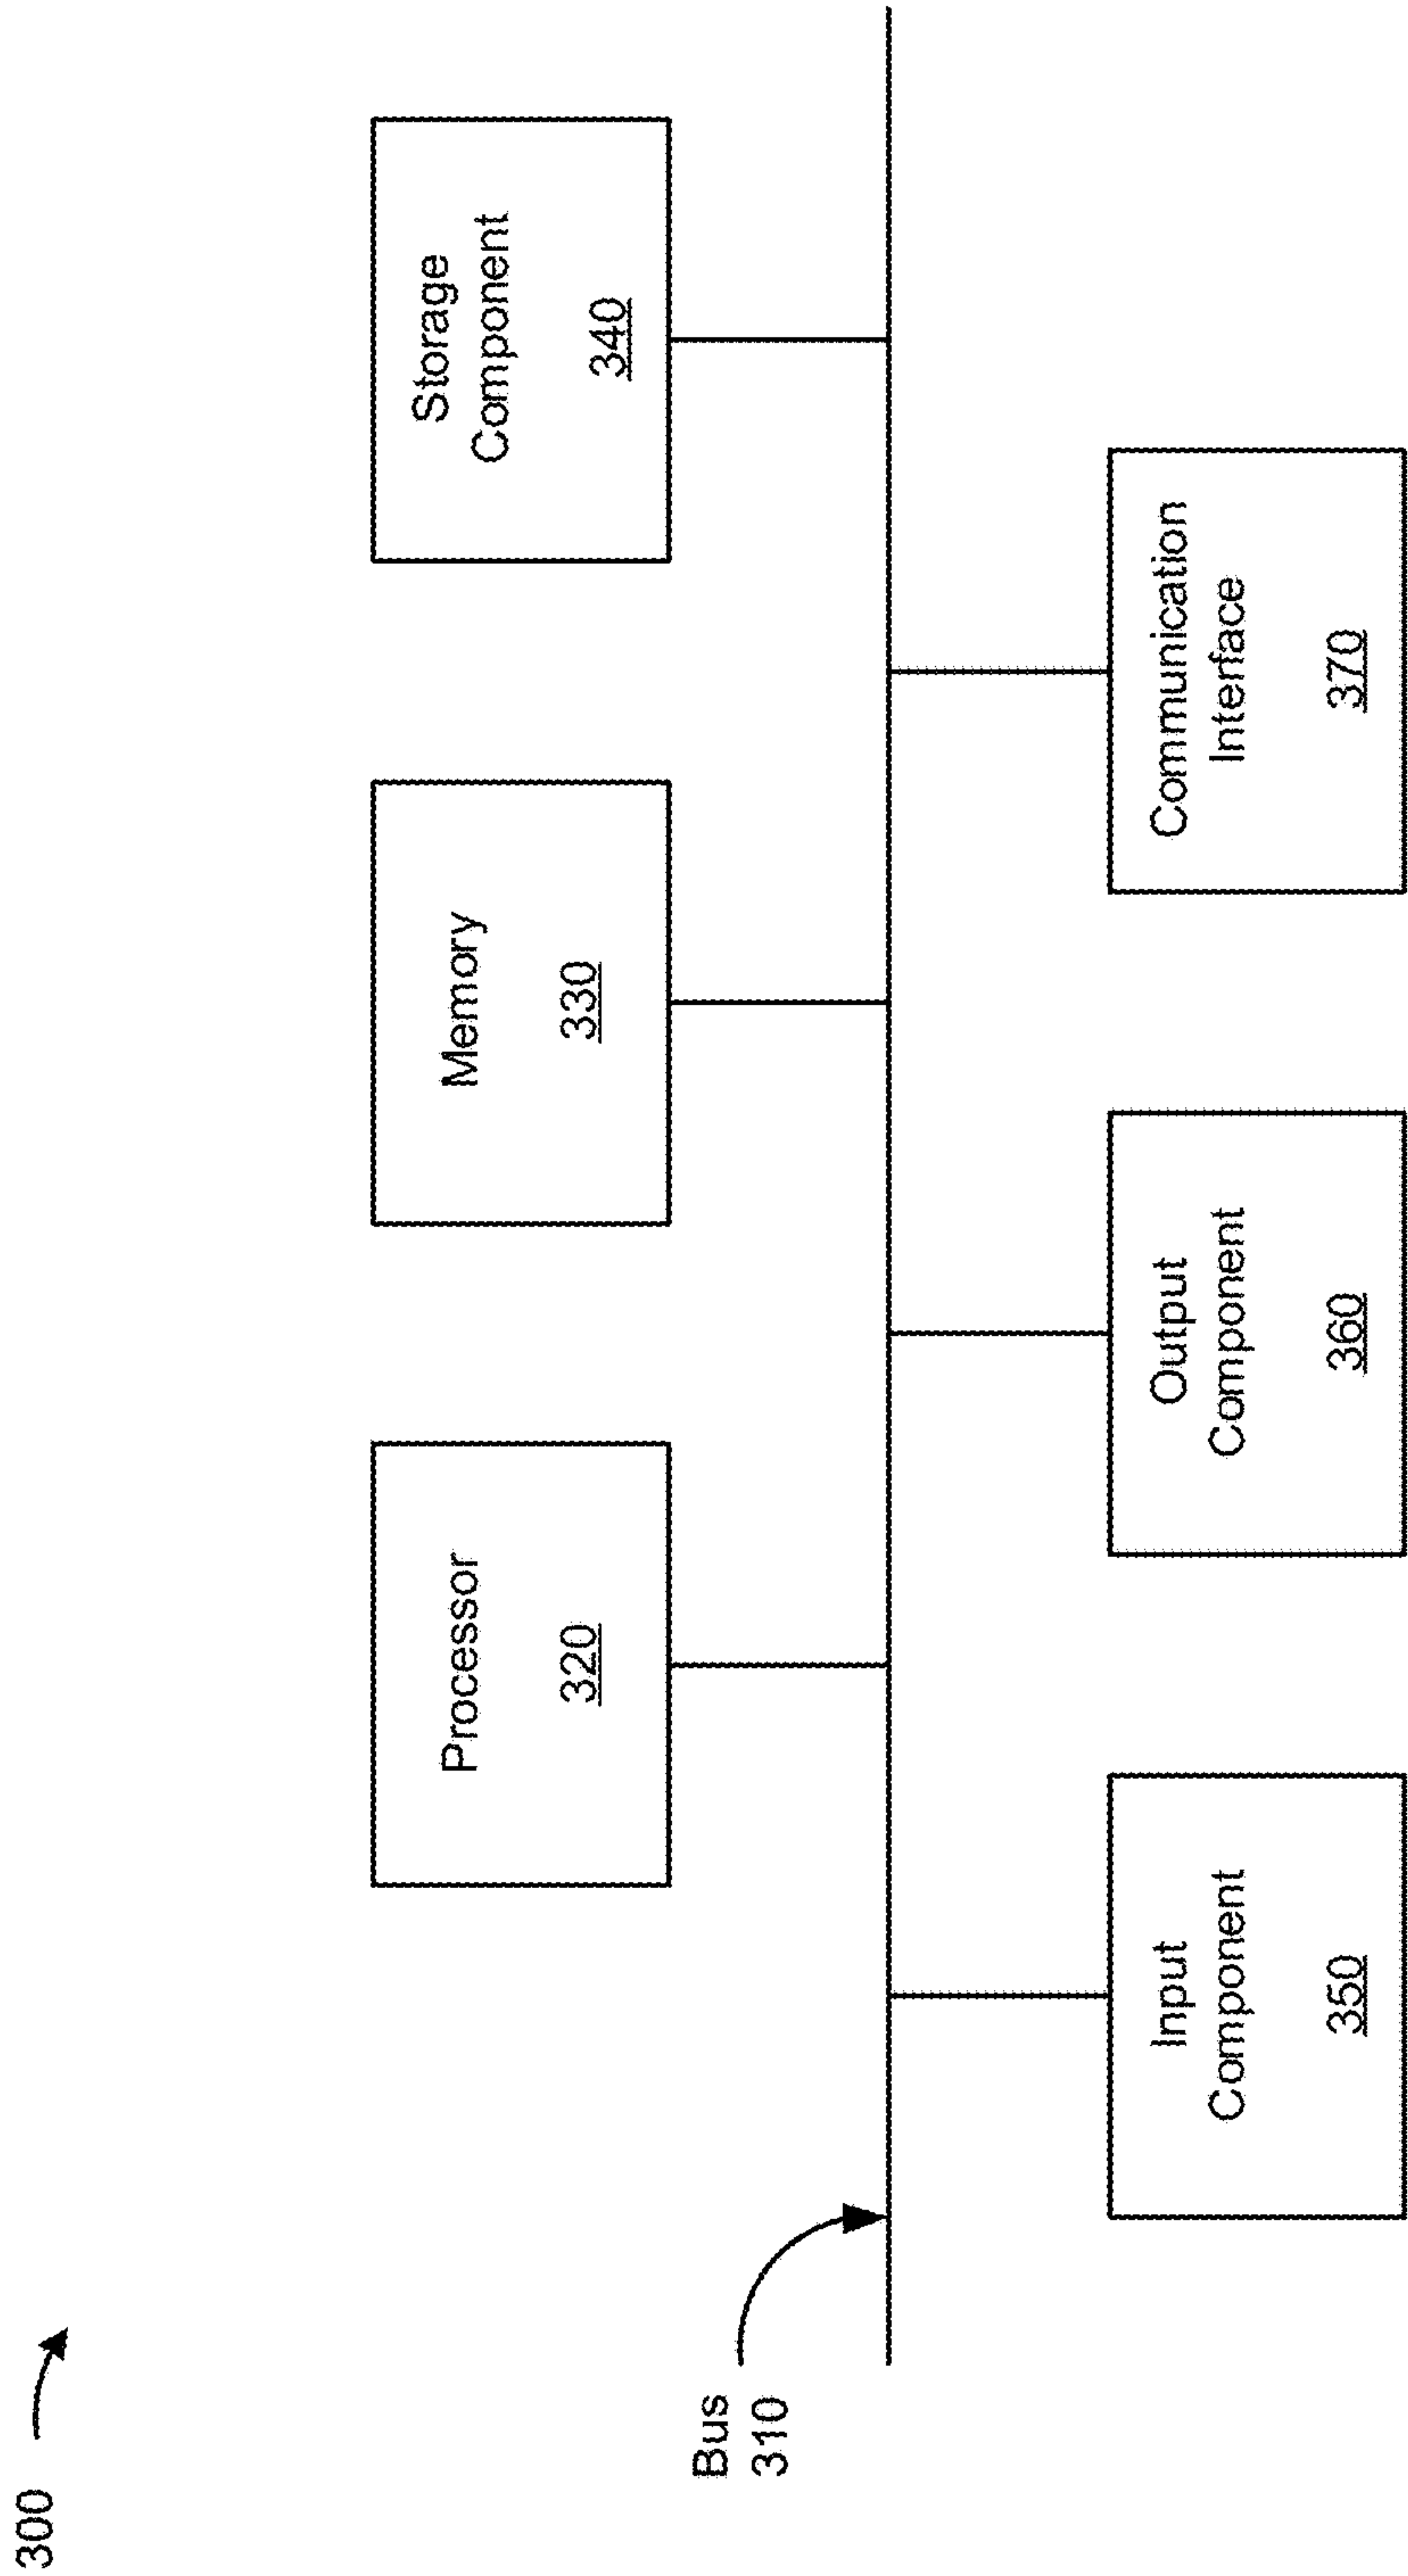 300
Bus
310
Processor
320
Memory
330
Storage
Component
340
Input
Component
350
Output
Component
360
Communication
Interface
370